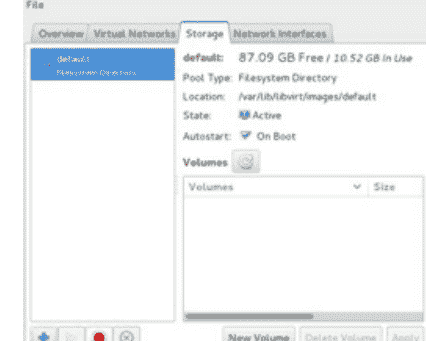 File
Overview Virtual Networks Storage Network Interfaces
default
Filesystem Directory
default: 87.09 GB Free / 10.52 GB In Use
Pool Type: Filesystem Directory
Location: /var/lib/libvirt/images/default
State: Active
Autostart: On Boot
Volumes
Volumes Size
New Volume Delete Volume Apply